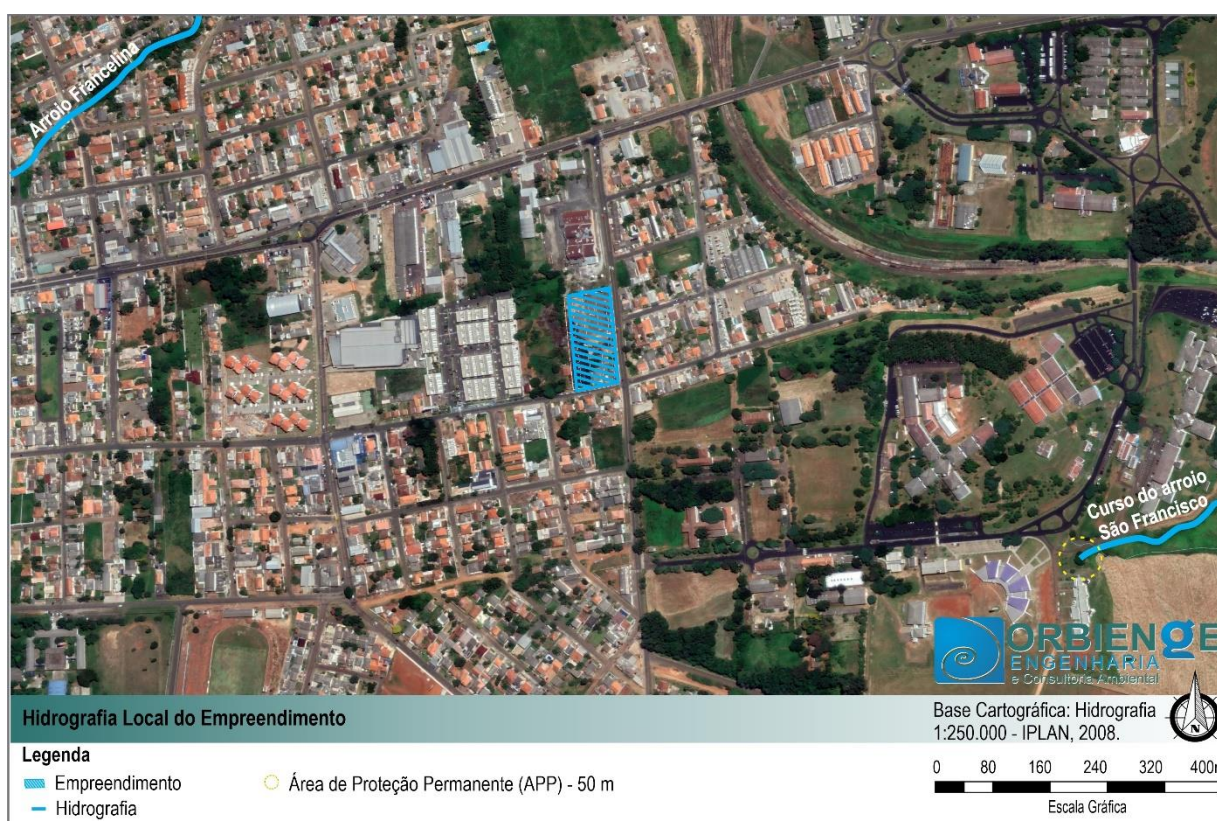 Arroio Francelina
Curso do arroio
São Francisco
ORBIENGE
ENGENHARIA
e Consultoria Ambiental
Hidrografia Local do Empreendimento
Base Cartográfica: Hidrografia
1:250.000 - IPLAN, 2008.
N
Legenda
Empreendimento
Área de Proteção Permanente (APP) - 50 m
Hidrografia
0 80 160 240 320 400m
Escala Gráfica